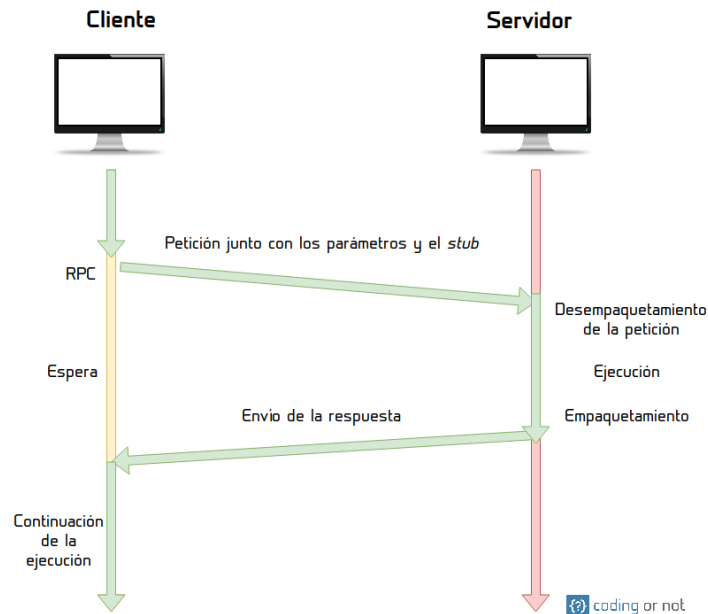 Cliente
Servidor
Petición junto con los parámetros y el stub
RPC
Desempaquetamiento
de la petición
Espera
Ejecución
Envio de la respuesta
Empaquetamiento
Continuación
de la
ejecución
{?} coding or not